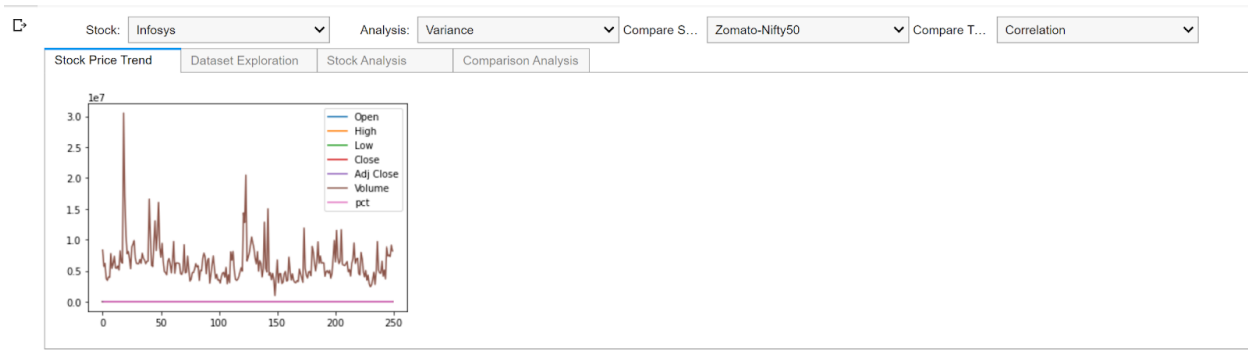 Stock: Infosys Analysis: Variance Compare S... Zomato-Nifty50 Compare T... Correlation
Stock Price Trend Dataset Exploration Stock Analysis Comparison Analysis
1e7
3.0
2.5
2.0
1.5
1.0
0.5
0.0
0 50 100 150 200 250
Open
High
Low
Close
Adj Close
Volume
pct